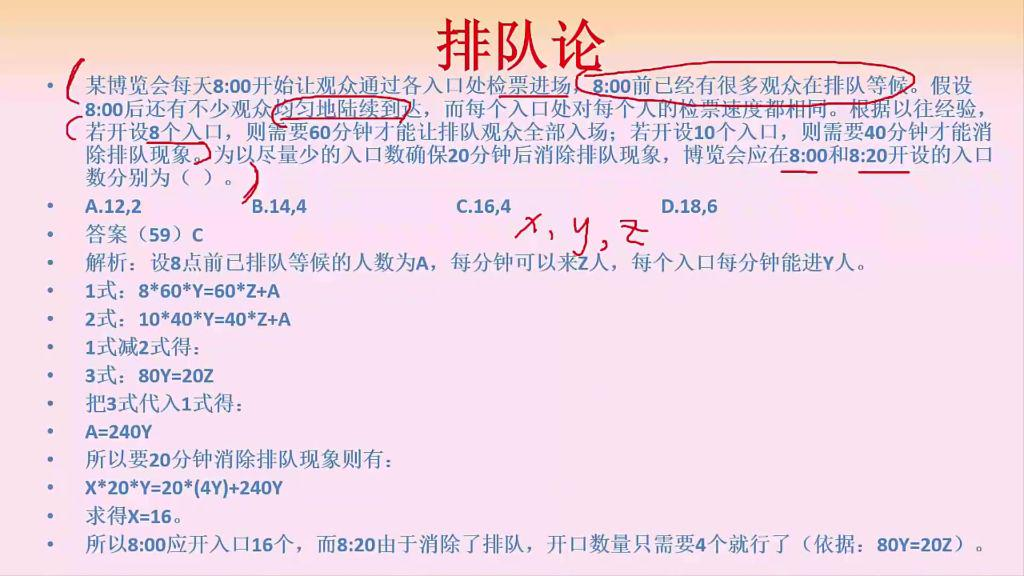 排队论
• 某博览会每天8:00开始让观众通过各入口处检票进场，8:00前已经有很多观众在排队等候。假设
8:00后还有不少观众均匀地陆续到达，而每个入口处对每个人的检票速度都相同。根据以往经验，
若开设8个入口，则需要60分钟才能让排队观众全部入场；若开设10个入口，则需要40分钟才能消
除排队现象。为以尽量少的入口数确保20分钟后消除排队现象，博览会应在8:00和8:20开设的入口
数分别为（ ）。
• A.12,2 B.14,4 C.16,4 D.18,6
x, y, z
• 答案（59）C
• 解析：设8点前已排队等候的人数为A，每分钟可以来Z人，每个入口每分钟能进Y人。
• 1式：8*60*Y=60*Z+A
• 2式：10*40*Y=40*Z+A
• 1式减2式得：
• 3式：80Y=20Z
• 把3式代入1式得：
• A=240Y
• 所以要20分钟消除排队现象则有：
• X*20*Y=20*(4Y)+240Y
• 求得X=16。
• 所以8:00应开入口16个，而8:20由于消除了排队，开口数量只需要4个就行了（依据：80Y=20Z）。